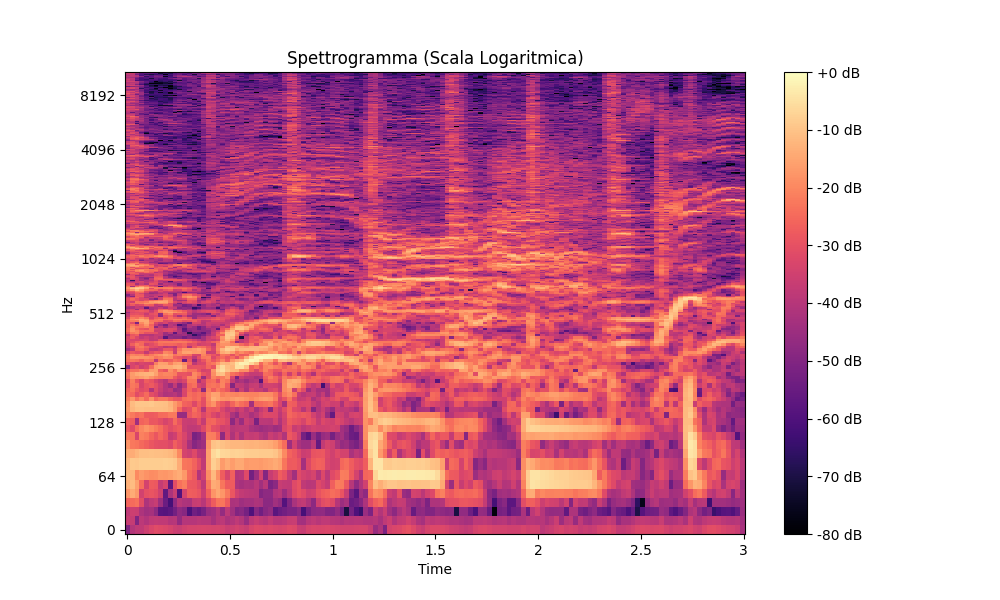 Spettrogramma (Scala Logaritmica)
Hz
8192
4096
2048
1024
512
256
128
64
0
0
0.5
1
1.5
2
2.5
3
Time
+0 dB
-10 dB
-20 dB
-30 dB
-40 dB
-50 dB
-60 dB
-70 dB
-80 dB